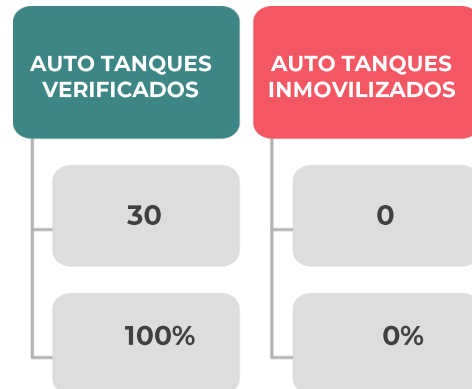 AUTO TANQUES
VERIFICADOS
30
100%
AUTO TANQUES
INMOVILIZADOS
0
0%